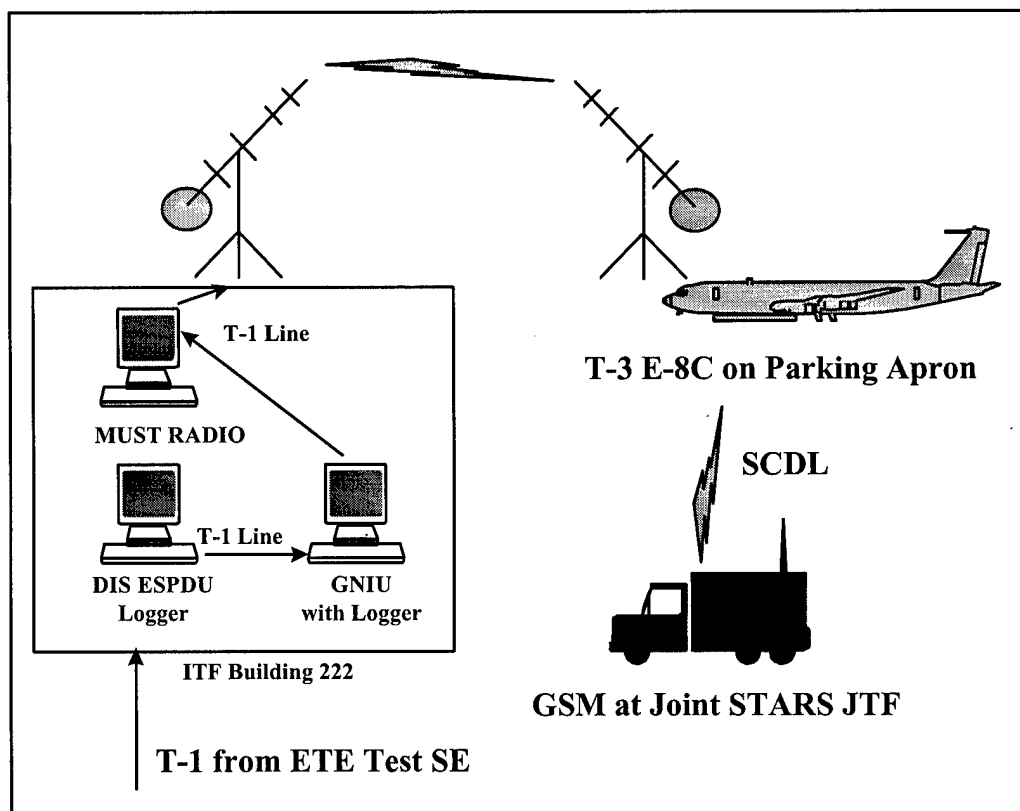 T-1 Line
MUST RADIO
T-1 Line
DIS ESPDU
Logger
GNIU
with Logger
ITF Building 222
T-1 from ETE Test SE
T-3 E-8C on Parking Apron
SCDL
GSM at Joint STARS JTF